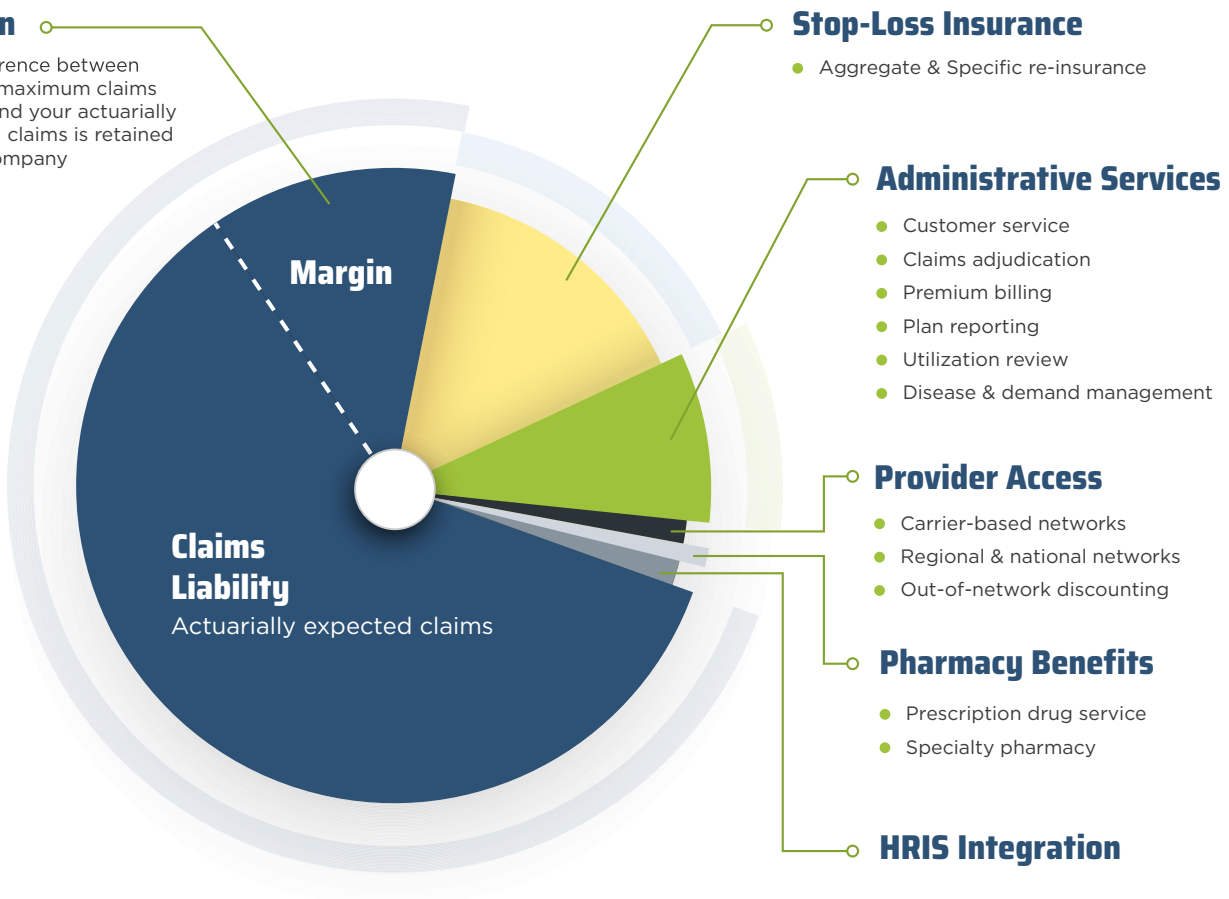 n
rence between
maximum claims
nd your actuarially
claims is retained
ompany
Stop-Loss Insurance
Aggregate & Specific re-insurance
Administrative Services
Customer service
Claims adjudication
Premium billing
Plan reporting
Utilization review
Disease & demand management
Margin
Claims
Liability
Actuarially expected claims
Provider Access
Carrier-based networks
Regional & national networks
Out-of-network discounting
Pharmacy Benefits
Prescription drug service
Specialty pharmacy
HRIS Integration